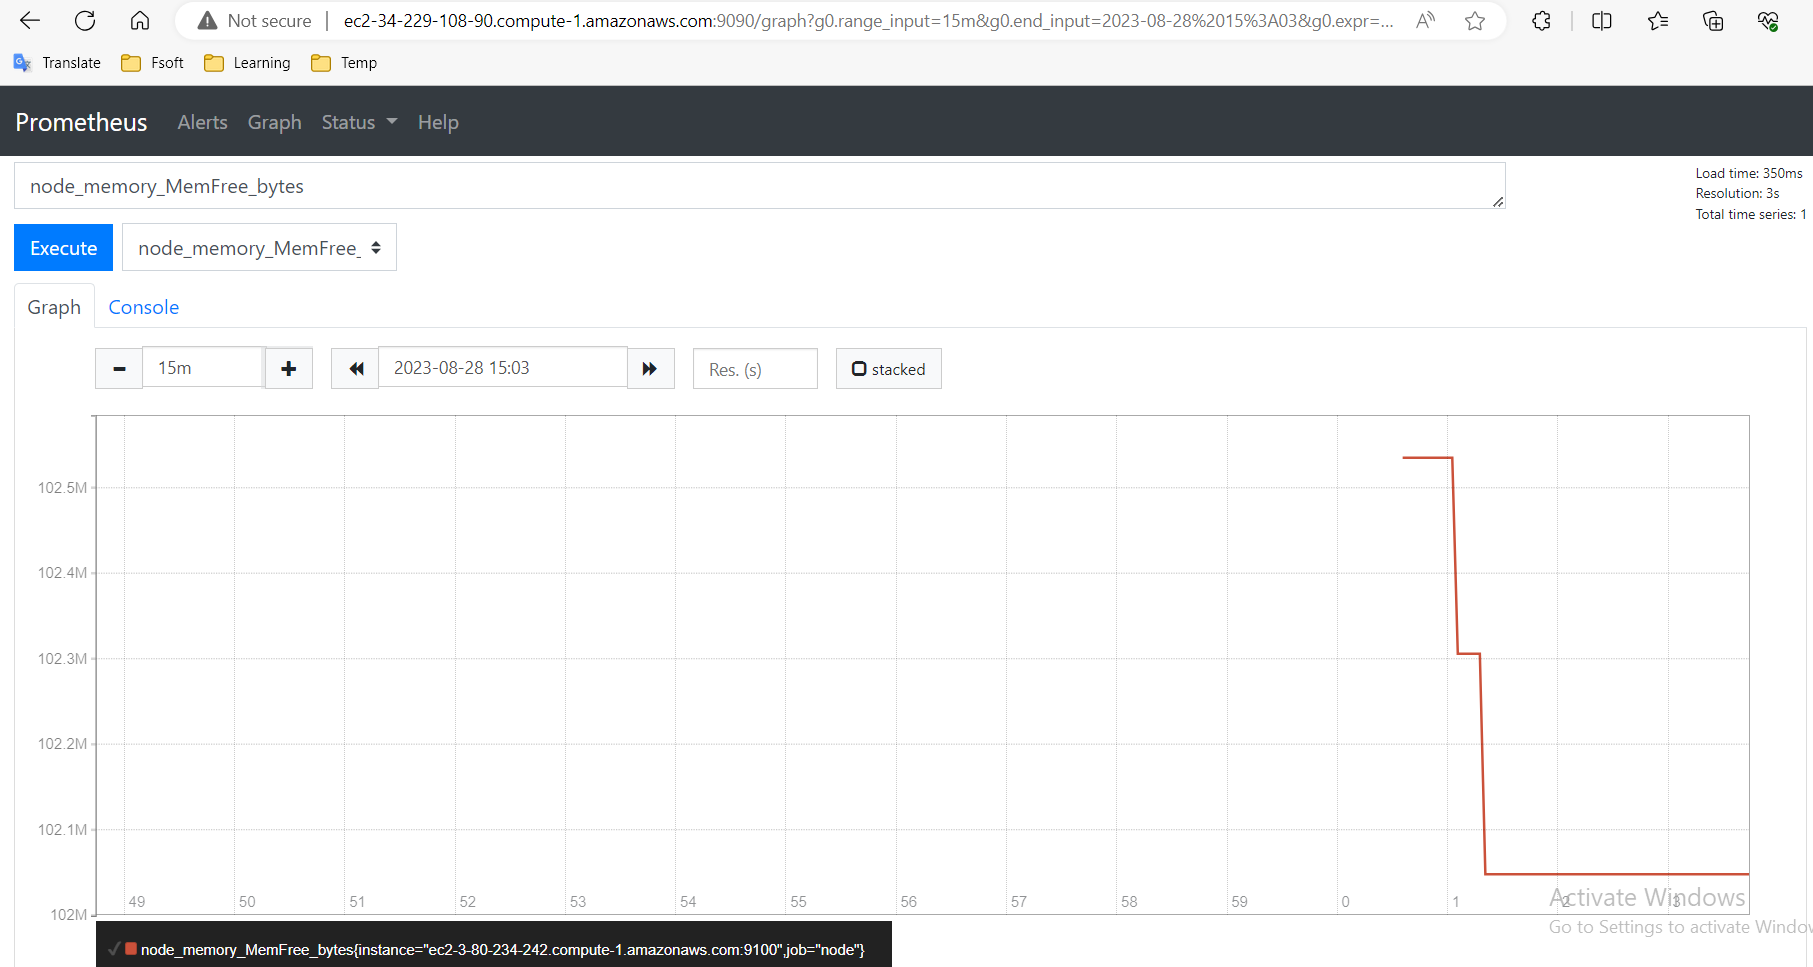 Not secure | ec2-34-229-108-90.compute-1.amazonaws.com:9090/graph?g0.range_input=15m&g0.end_input=2023-08-28%2015%3A03&g0.expr=...
Translate Fsoft Learning Temp
Prometheus Alerts Graph Status Help
node_memory_MemFree_bytes
Load time: 350ms
Resolution: 3s
Total time series: 1
Execute node_memory_MemFree_
Graph Console
15m 2023-08-28 15:03 Res. (s) stacked
102.5M
102.4M
102.3M
102.2M
102.1M
102M
49 50 51 52 53 54 55 56 57 58 59 0 1 2 3
Activate Windows
Go to Settings to activate Window
node_memory_MemFree_bytes{instance="ec2-3-80-234-242.compute-1.amazonaws.com:9100",job="node"}